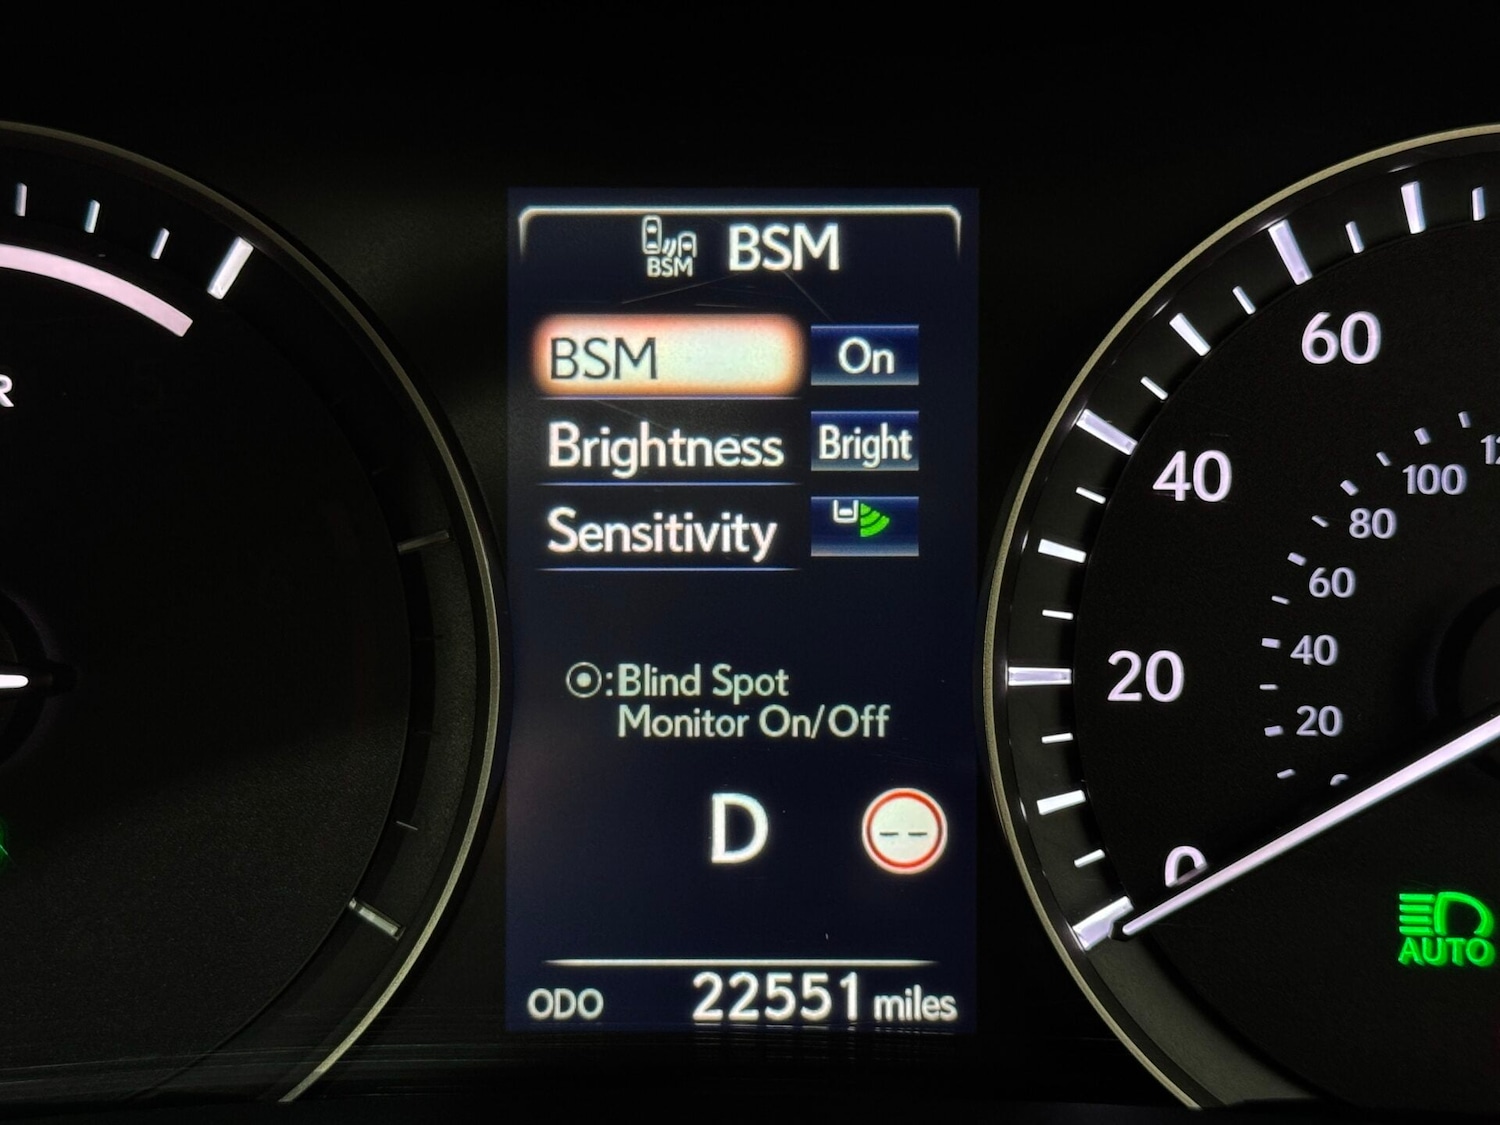 BSM BSM
BSM On
Brightness Bright
Sensitivity
:Blind Spot
Monitor On/Off
D --
ODO 22551 miles
R
60
40
20
0
100
80
60
40
20
AUTO